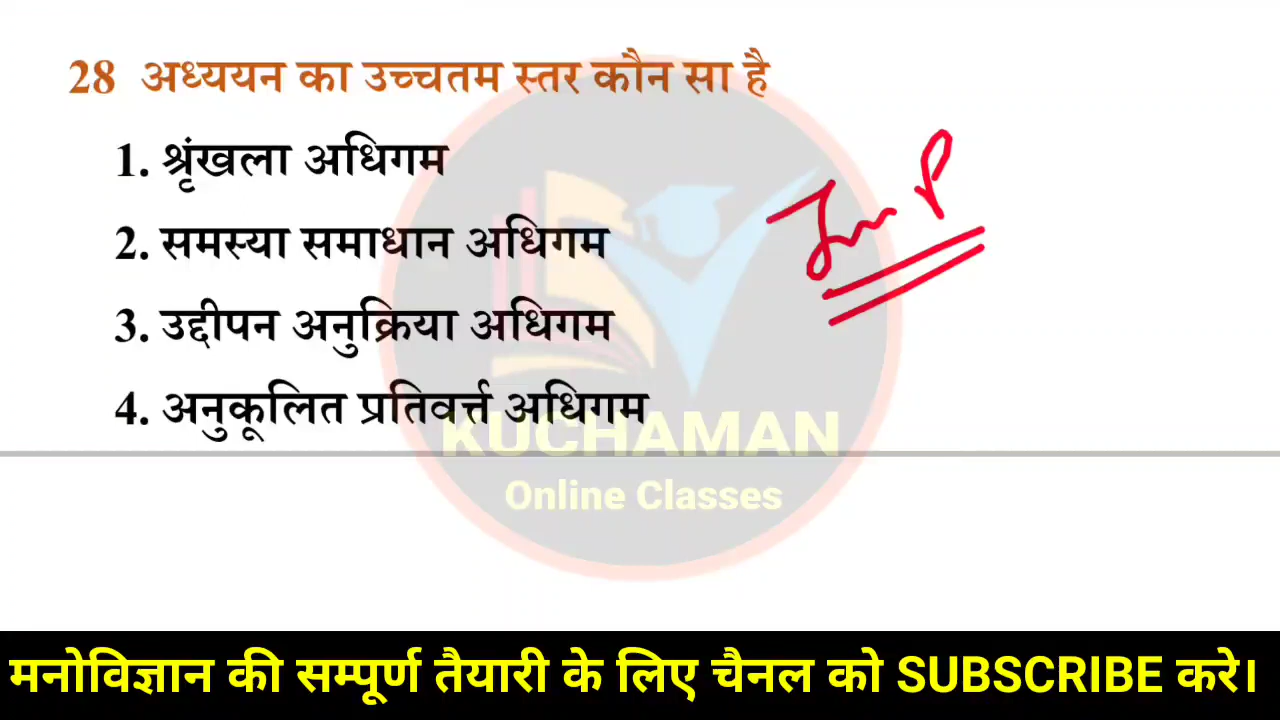 28 अध्ययन का उच्चतम स्तर कौन सा है
1. श्रृंखला अधिगम
2. समस्या समाधान अधिगम
3. उद्दीपन अनुक्रिया अधिगम
4. अनुकूलित प्रतिवर्त्त अधिगम
Imp
KUCHAMAN
Online Classes
मनोविज्ञान की सम्पूर्ण तैयारी के लिए चैनल को SUBSCRIBE करे।